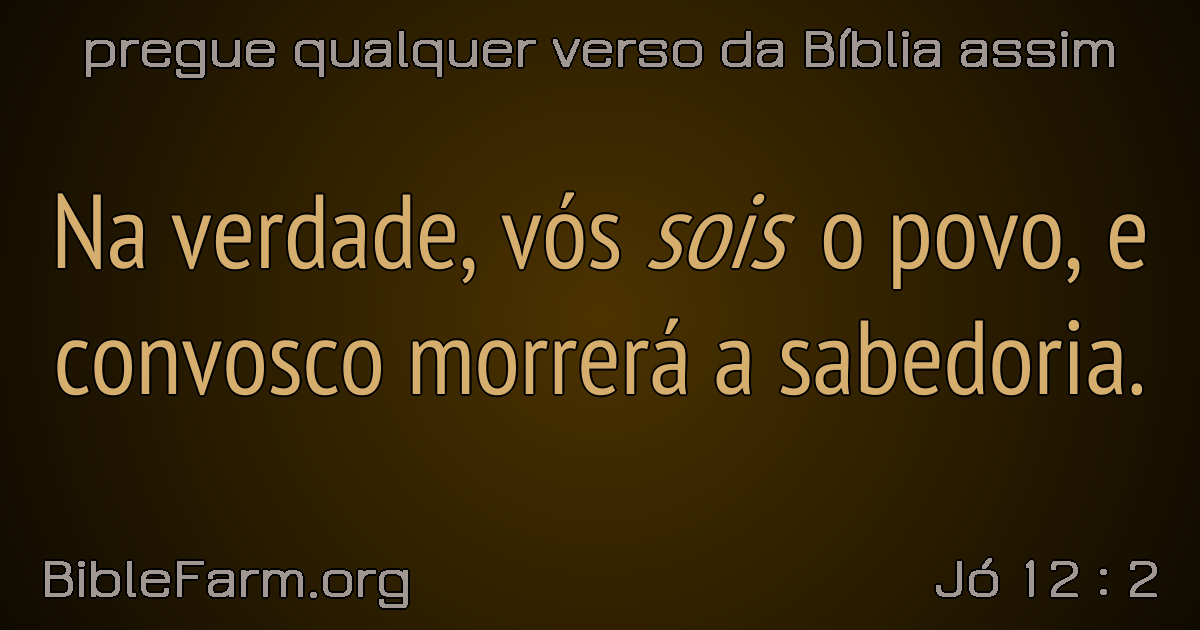 pregue qualquer verso da Bíblia assim
Na verdade, vós sois o povo, e
convosco morrerá a sabedoria.
BibleFarm.org
Jó 12 : 2